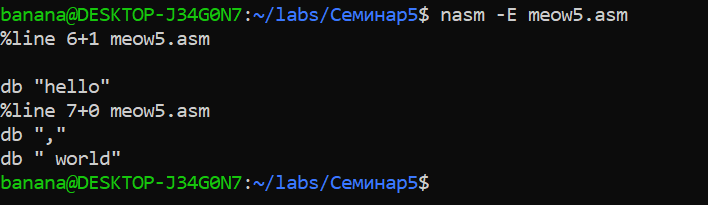 banana@DESKTOP-J34G0N7:~/labs/Семинар5$ nasm -E meow5.asm
%line 6+1 meow5.asm
db "hello"
%line 7+0 meow5.asm
db ","
db " world"
banana@DESKTOP-J34G0N7:~/labs/Семинар5$